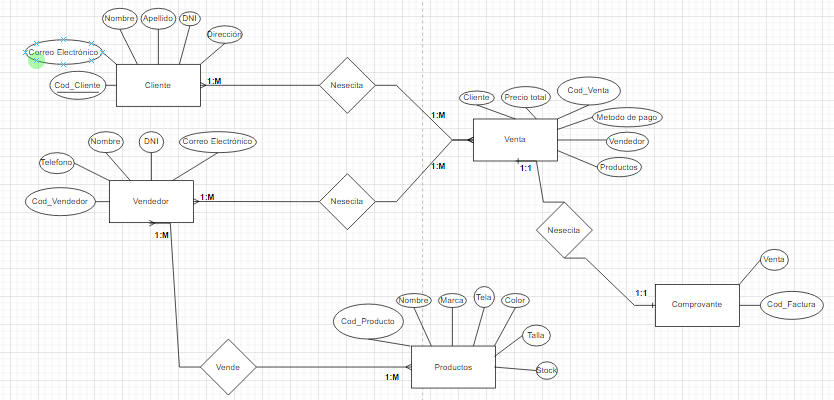 Nombre
Apellido
DNI
Dirección
Correo Electrónico
Cod_Cliente
Cliente
1:M
Nesecita
1:M
Cliente
Precio total
Cod_Venta
Metodo de pago
Vendedor
Productos
Venta
1:1
Nombre
DNI
Correo Electrónico
Telefono
Cod_Vendedor
Vendedor
1:M
Nesecita
1:M
1:M
Nesecita
1:1
Venta
Cod_Factura
Comprovante
Nombre
Marca
Tela
Color
Cod_Producto
Talla
Stock
Productos
Vende
1:M